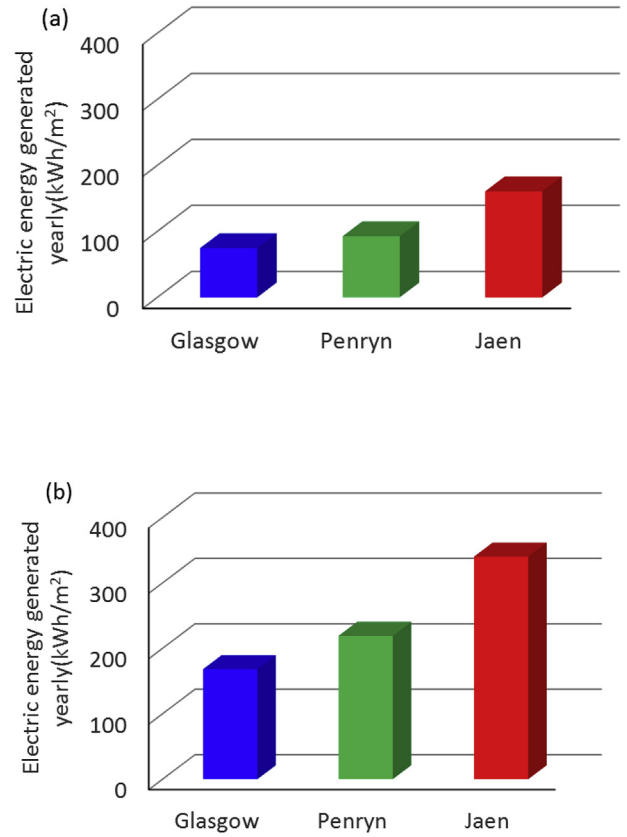 (a)
Electric energy generated
yearly(kWh/m²)
400
300
200
100
0
Glasgow
Penryn
Jaen
(b)
Electric energy generated
yearly(kWh/m²)
400
300
200
100
0
Glasgow
Penryn
Jaen